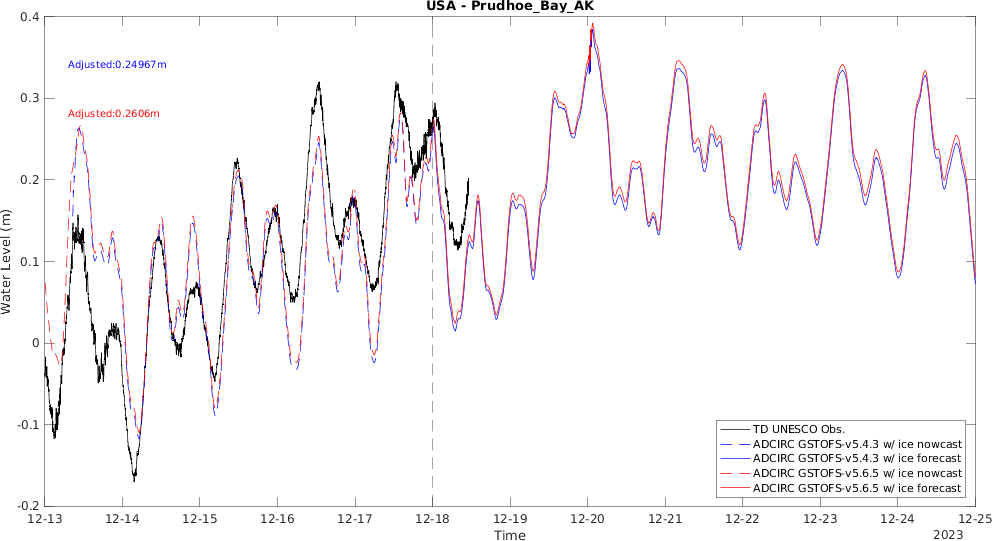 USA - Prudhoe_Bay_AK
0.4
Adjusted:0.24967m
0.3
Adjusted:0.2606m
0.2
Water Level (m)
0.1
0
-0.1
TD UNESCO Obs.
ADCIRC GSTOFS-v5.4.3 w/ ice nowcast
ADCIRC GSTOFS-v5.4.3 w/ ice forecast
ADCIRC GSTOFS-v5.6.5 w/ ice nowcast
ADCIRC GSTOFS-v5.6.5 w/ ice forecast
-0.2
12-13 12-14 12-15 12-16 12-17 12-18 12-19 12-20 12-21 12-22 12-23 12-24 12-25
Time
2023